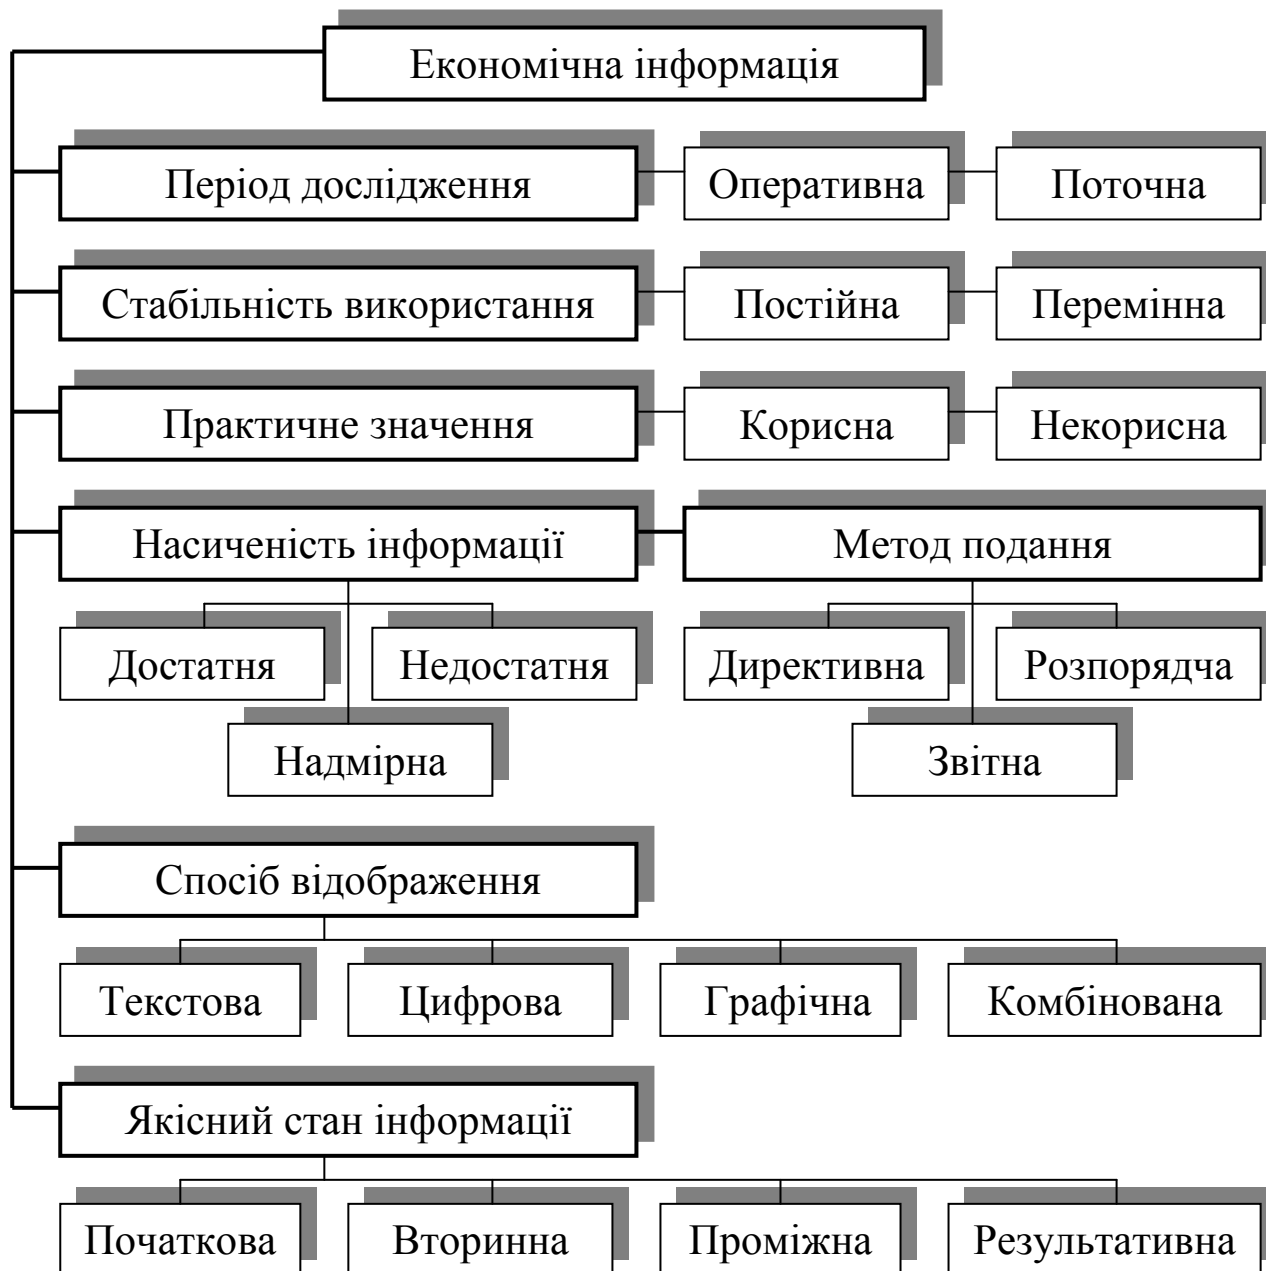 Економічна інформація
Період дослідження
Оперативна
Поточна
Стабільність використання
Постійна
Перемінна
Практичне значення
Корисна
Некорисна
Насиченість інформації
Метод подання
Достатня
Недостатня
Директивна
Розпорядча
Надмірна
Звітна
Спосіб відображення
Текстова
Цифрова
Графічна
Комбінована
Якісний стан інформації
Початкова
Вторинна
Проміжна
Результативна